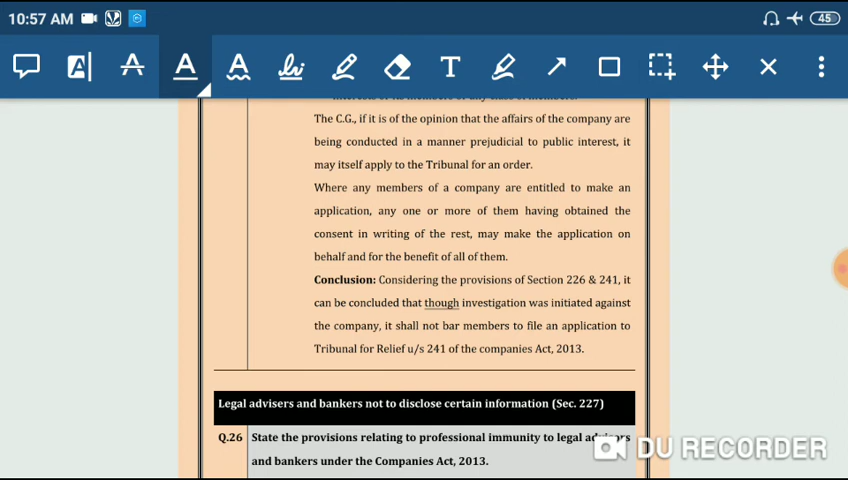 10:57 AM
45
A
A
A
A
T
The C.G., if it is of the opinion that the affairs of the company are
being conducted in a manner prejudicial to public interest, it
may itself apply to the Tribunal for an order.
Where any members of a company are entitled to make an
application, any one or more of them having obtained the
consent in writing of the rest, may make the application on
behalf and for the benefit of all of them.
Conclusion: Considering the provisions of Section 226 & 241, it
can be concluded that though investigation was initiated against
the company, it shall not bar members to file an application to
Tribunal for Relief u/s 241 of the companies Act, 2013.
Legal advisers and bankers not to disclose certain information (Sec. 227)
Q.26 State the provisions relating to professional immunity to legal advisors
and bankers under the Companies Act, 2013.
DU RECORDER